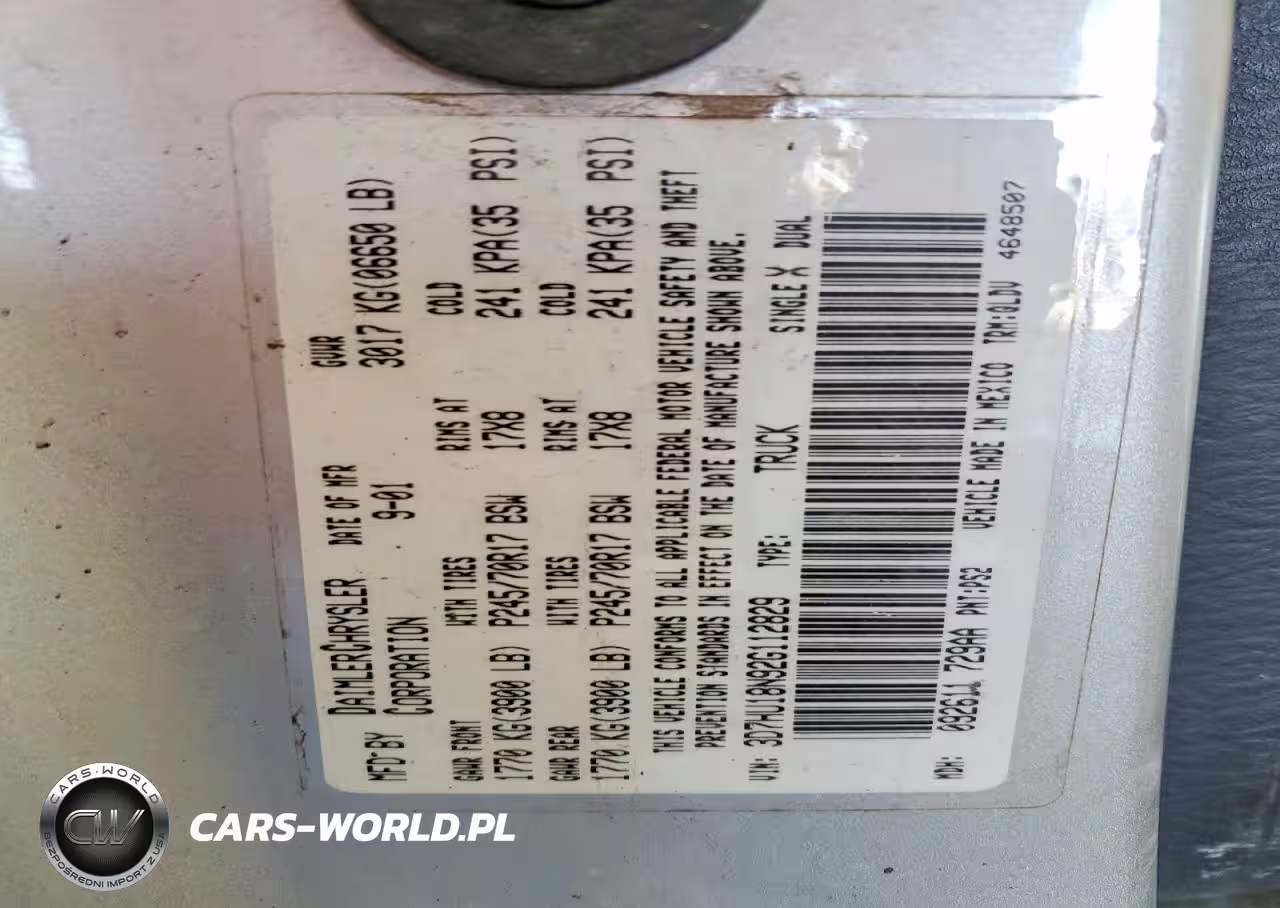 MFD BY DAIMLERCHRYSLER CORPORATION
DATE OF MFR 9-01
GVWR 3017 KG(06650 LB)
GAWR FRONT WITH TIRES RIMS AT COLD
1770 KG(3900 LB) P245/70R17 BSW 17X8 241 KPA(35 PSI)
GAWR REAR WITH TIRES RIMS AT COLD
1770 KG(3900 LB) P245/70R17 BSW 17X8 241 KPA(35 PSI)
THIS VEHICLE CONFORMS TO ALL APPLICABLE FEDERAL MOTOR VEHICLE SAFETY AND THEFT
PREVENTION STANDARDS IN EFFECT ON THE DATE OF MANUFACTURE SHOWN ABOVE.
VIN: 3D7HU18N92G112829 TYPE: TRUCK SINGLE X DUAL
MDH: 092611 729AA PNT:PS2 VEHICLE MADE IN MEXICO TRM:QLDV 4648507
CARS-WORLD
CW
BEZPOŚREDNI IMPORT Z USA
CARS-WORLD.PL